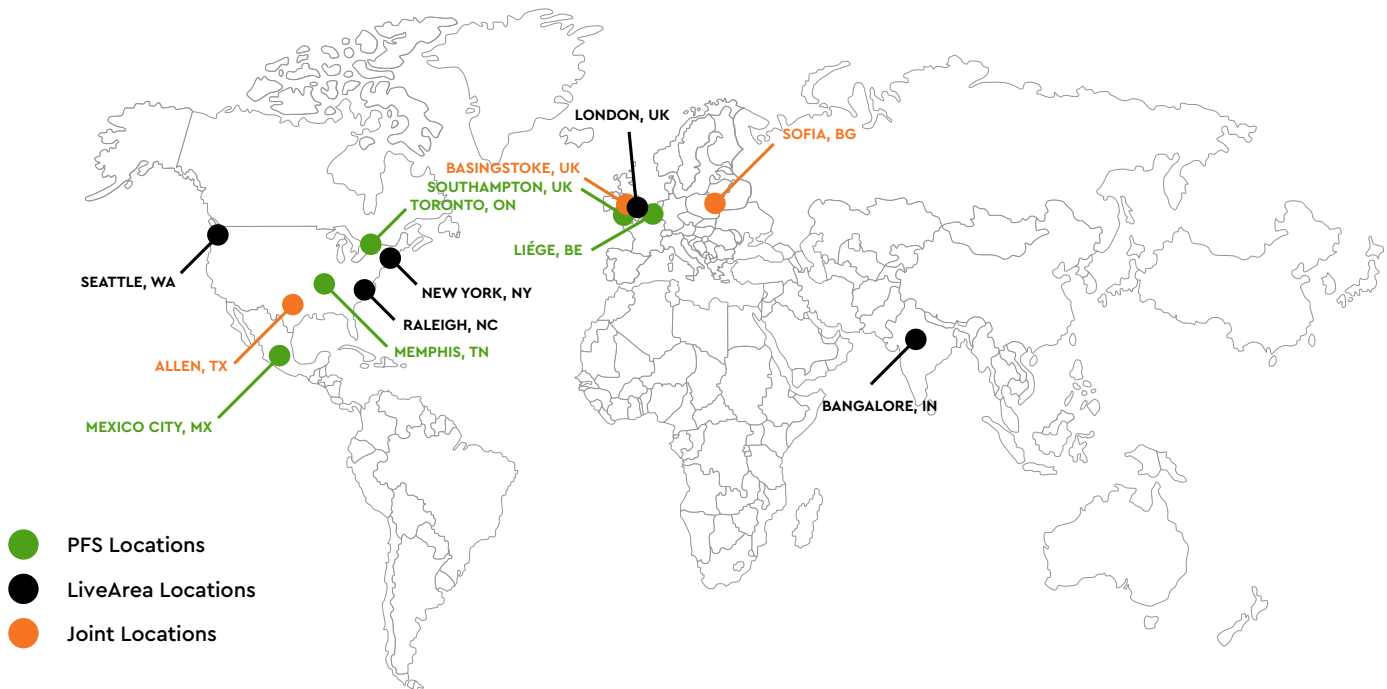 LONDON, UK
SOFIA, BG
BASINGSTOKE, UK
SOUTHAMPTON, UK
TORONTO, ON
LIÉGE, BE
SEATTLE, WA
NEW YORK, NY
RALEIGH, NC
MEMPHIS, TN
ALLEN, TX
BANGALORE, IN
MEXICO CITY, MX
PFS Locations
LiveArea Locations
Joint Locations